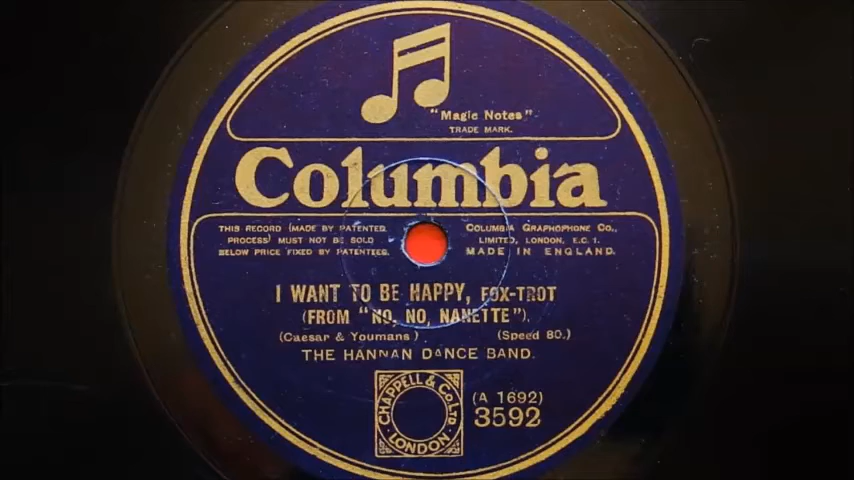 "Magic Notes"
TRADE MARK.
Columbia
THIS RECORD (MADE BY PATENTED
PROCESS) MUST NOT BE SOLD
BELOW PRICE FIXED BY PATENTEES.
COLUMBIA GRAPHOPHONE CO.,
LIMITED, LONDON, E.C.1.
MADE IN ENGLAND.
I WANT TO BE HAPPY, FOX-TROT
(FROM "NO, NO, NANETTE").
(Caesar & Youmans) (Speed 80.)
THE HANNAN DANCE BAND.
CHAPPELL & CO. LTD
LONDON
(A 1692)
3592